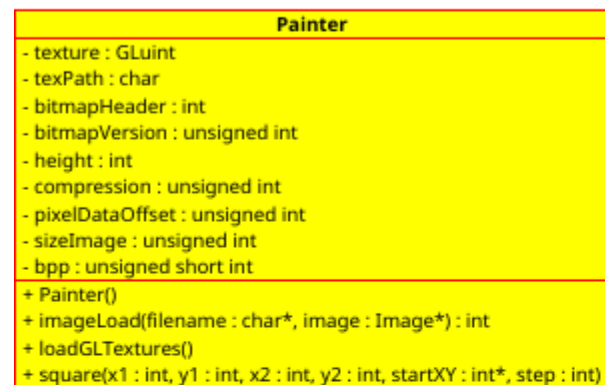 Painter
- texture : GLuint
- texPath : char
- bitmapHeader : int
- bitmapVersion : unsigned int
- height : int
- compression : unsigned int
- pixelDataOffset : unsigned int
- sizeImage : unsigned int
- bpp : unsigned short int
+ Painter()
+ imageLoad(filename : char*, image : Image*) : int
+ loadGLTextures()
+ square(x1 : int, y1 : int, x2 : int, y2 : int, startXY : int*, step : int)